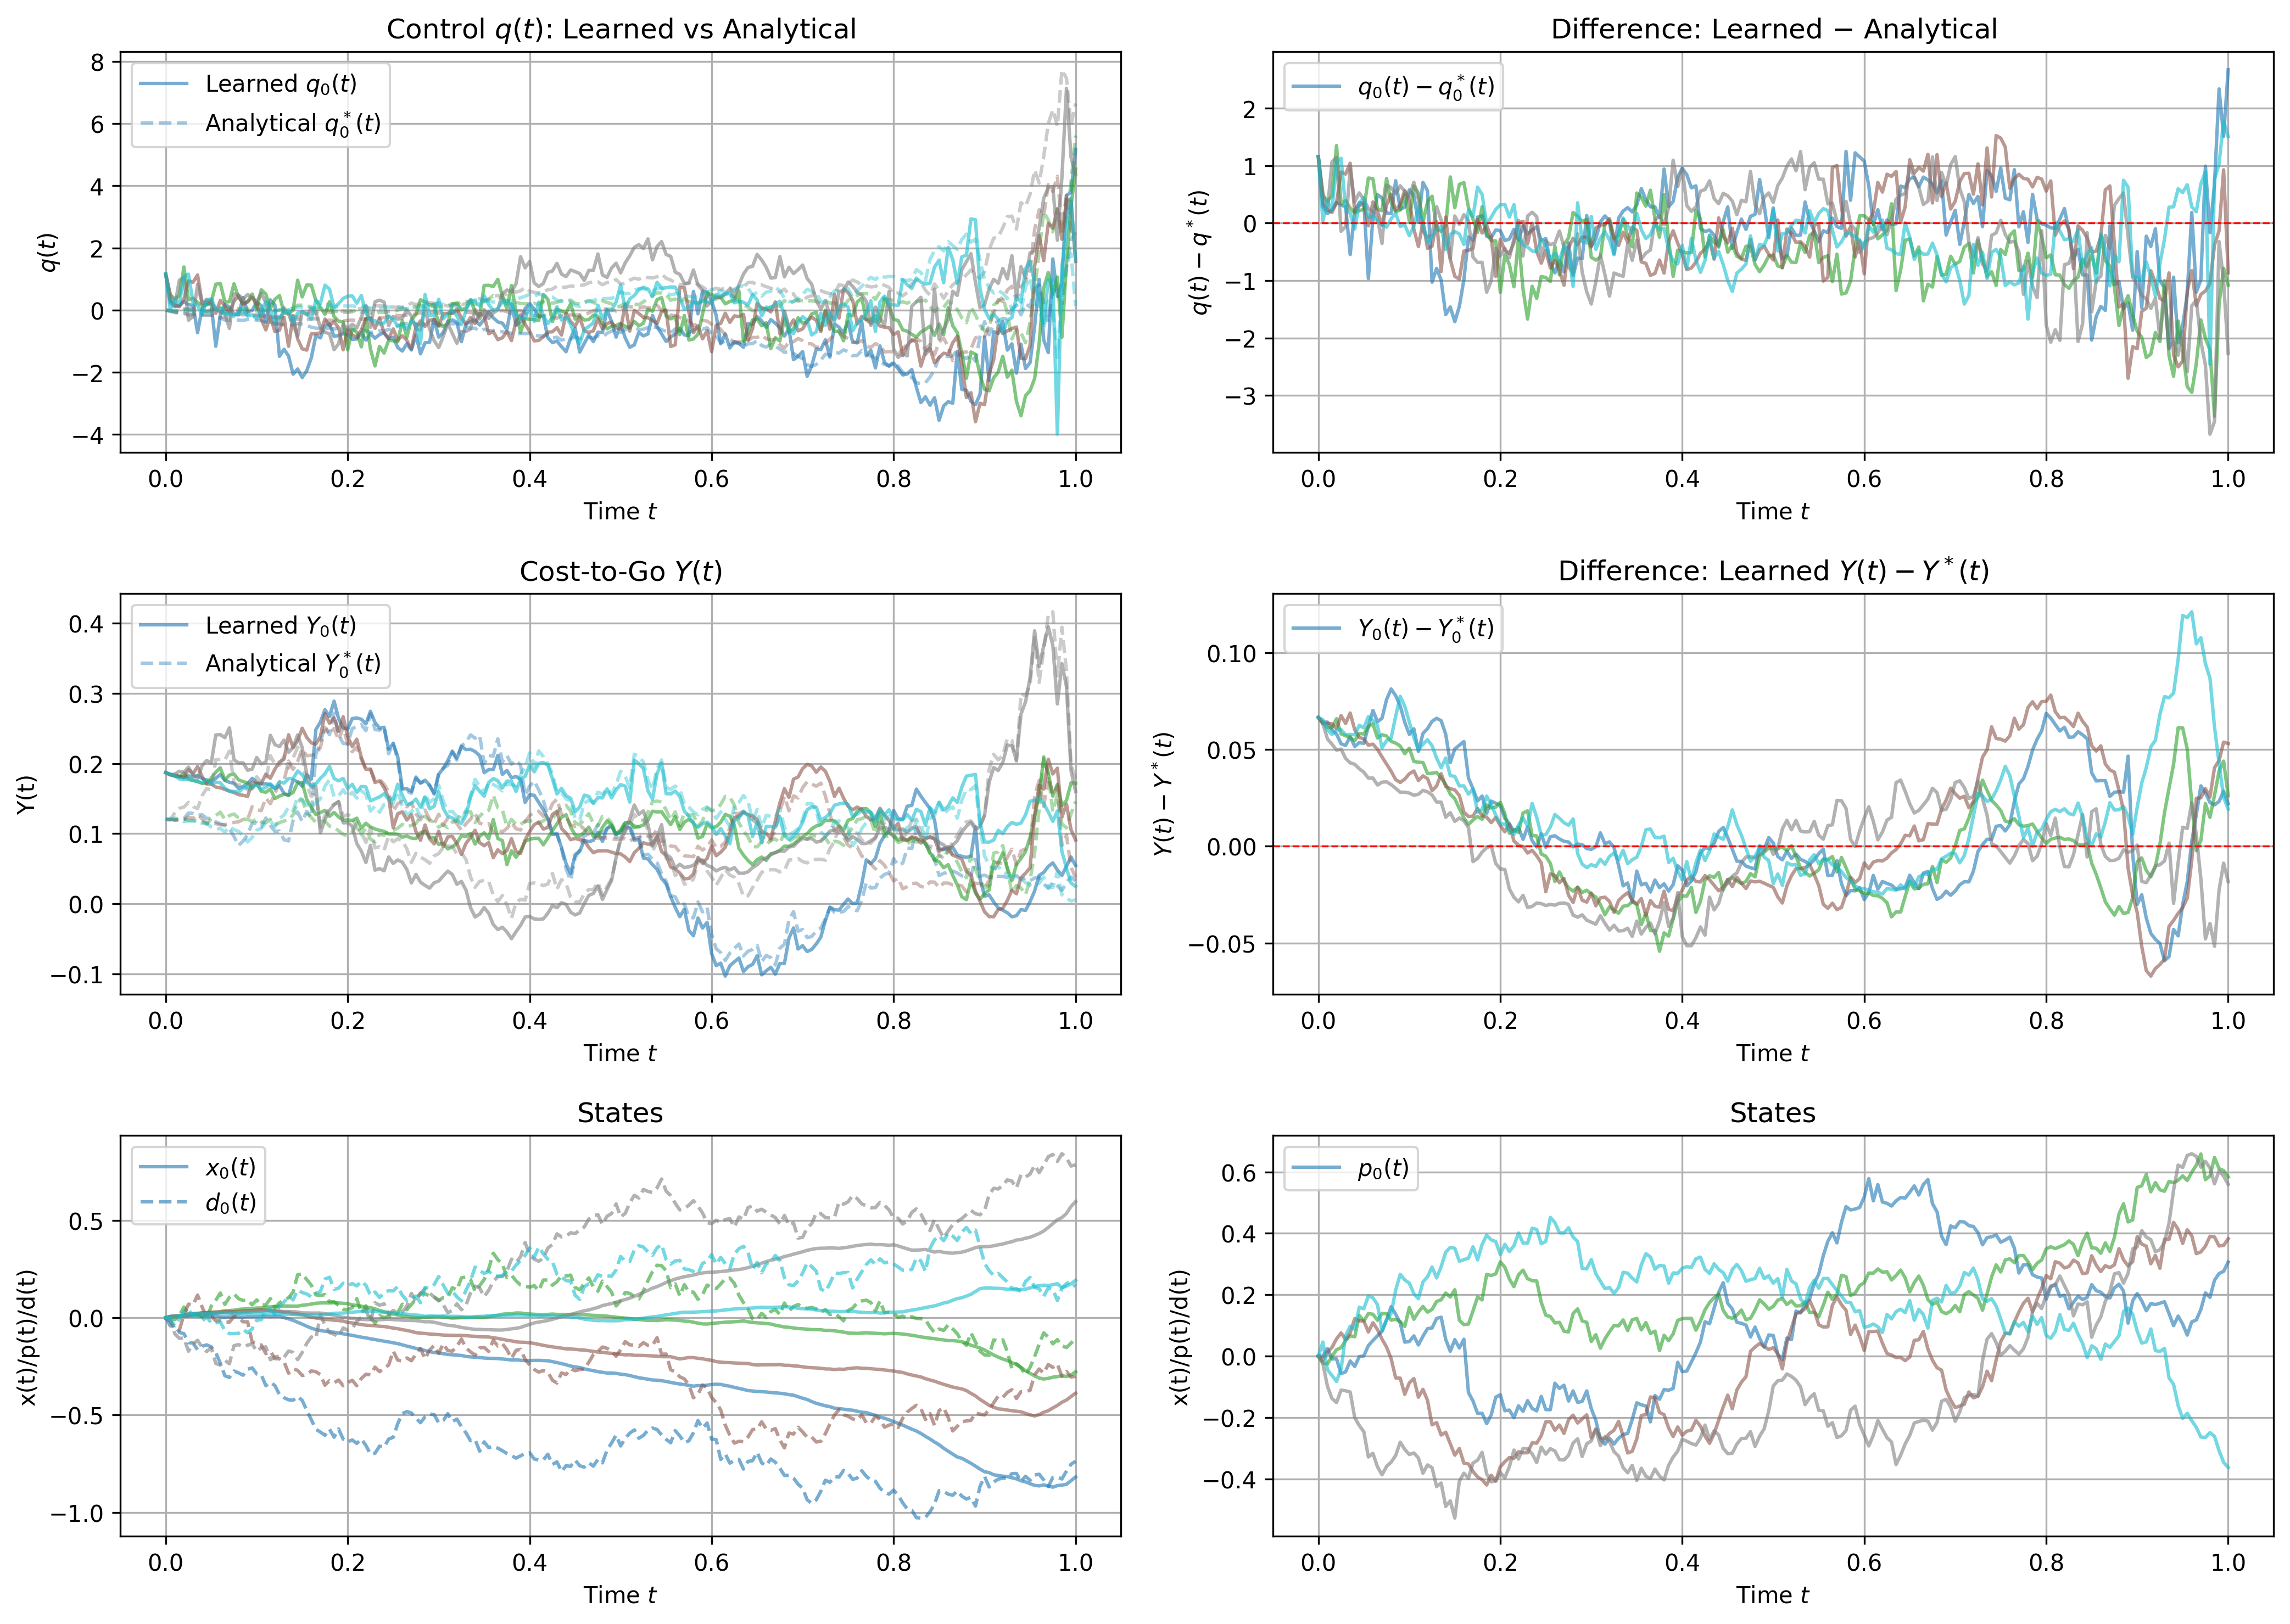 Control q(t): Learned vs Analytical
Learned q₀(t)
Analytical q₀*(t)
8
6
4
2
0
−2
−4
q(t)
0.0 0.2 0.4 0.6 0.8 1.0
Time t
Difference: Learned − Analytical
q₀(t) − q₀*(t)
2
1
0
−1
−2
−3
q(t) − q*(t)
0.0 0.2 0.4 0.6 0.8 1.0
Time t
Cost-to-Go Y(t)
Learned Y₀(t)
Analytical Y₀*(t)
0.4
0.3
0.2
0.1
0.0
−0.1
Y(t)
0.0 0.2 0.4 0.6 0.8 1.0
Time t
Difference: Learned Y(t) − Y*(t)
Y₀(t) − Y₀*(t)
0.10
0.05
0.00
−0.05
Y(t) − Y*(t)
0.0 0.2 0.4 0.6 0.8 1.0
Time t
States
x₀(t)
d₀(t)
0.5
0.0
−0.5
−1.0
x(t)/p(t)/d(t)
0.0 0.2 0.4 0.6 0.8 1.0
Time t
States
p₀(t)
0.6
0.4
0.2
0.0
−0.2
−0.4
x(t)/p(t)/d(t)
0.0 0.2 0.4 0.6 0.8 1.0
Time t